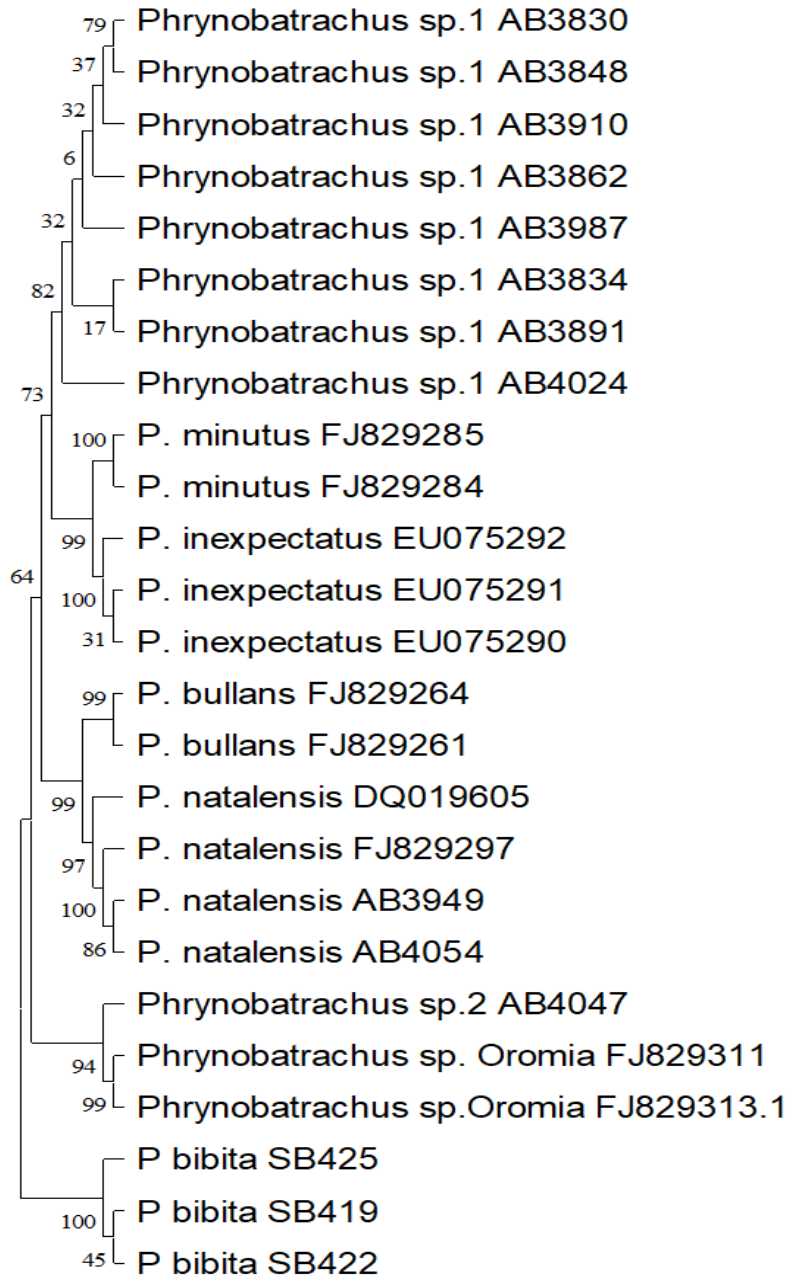 79
Phrynobatrachus sp.1 AB3830
37
Phrynobatrachus sp.1 AB3848
32
Phrynobatrachus sp.1 AB3910
6
Phrynobatrachus sp.1 AB3862
32
Phrynobatrachus sp.1 AB3987
82
Phrynobatrachus sp.1 AB3834
17
Phrynobatrachus sp.1 AB3891
73
Phrynobatrachus sp.1 AB4024
100
P. minutus FJ829285
P. minutus FJ829284
99
P. inexpectatus EU075292
64
100
P. inexpectatus EU075291
31
P. inexpectatus EU075290
99
P. bullans FJ829264
P. bullans FJ829261
99
P. natalensis DQ019605
97
P. natalensis FJ829297
100
P. natalensis AB3949
86
P. natalensis AB4054
Phrynobatrachus sp.2 AB4047
94
Phrynobatrachus sp. Oromia FJ829311
99
Phrynobatrachus sp.Oromia FJ829313.1
P bibita SB425
100
P bibita SB419
45
P bibita SB422